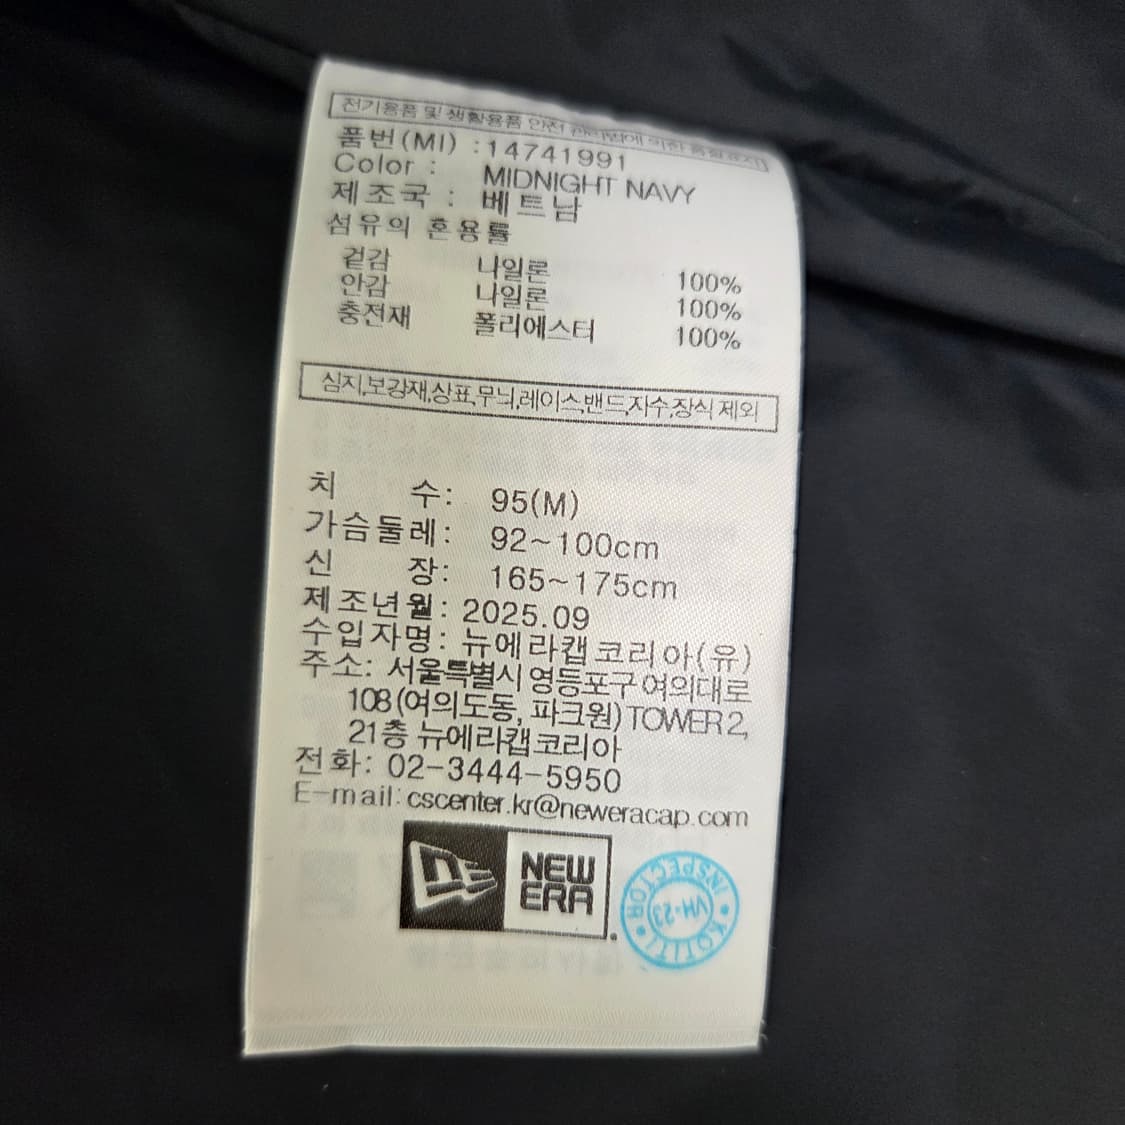 전기용품 및 생활용품 안전 관리법에 의한 품질표시
품번(MI) : 14741991
Color : MIDNIGHT NAVY
제조국 : 베트남
섬유의 혼용률
겉감 나일론 100%
안감 나일론 100%
충전재 폴리에스터 100%
심지,보강재,상표,무늬,레이스,밴드,자수,장식 제외
치 수: 95(M)
가슴둘레: 92~100cm
신 장: 165~175cm
제조년월: 2025.09
수입자명: 뉴에라캡코리아(유)
주소: 서울특별시 영등포구 여의대로
108 (여의도동, 파크원) TOWER 2,
21층 뉴에라캡코리아
전화: 02-3444-5950
E-mail: cscenter.kr@neweracap.com
NEW
ERA
INSPECTOR
VH-23
KOTITI